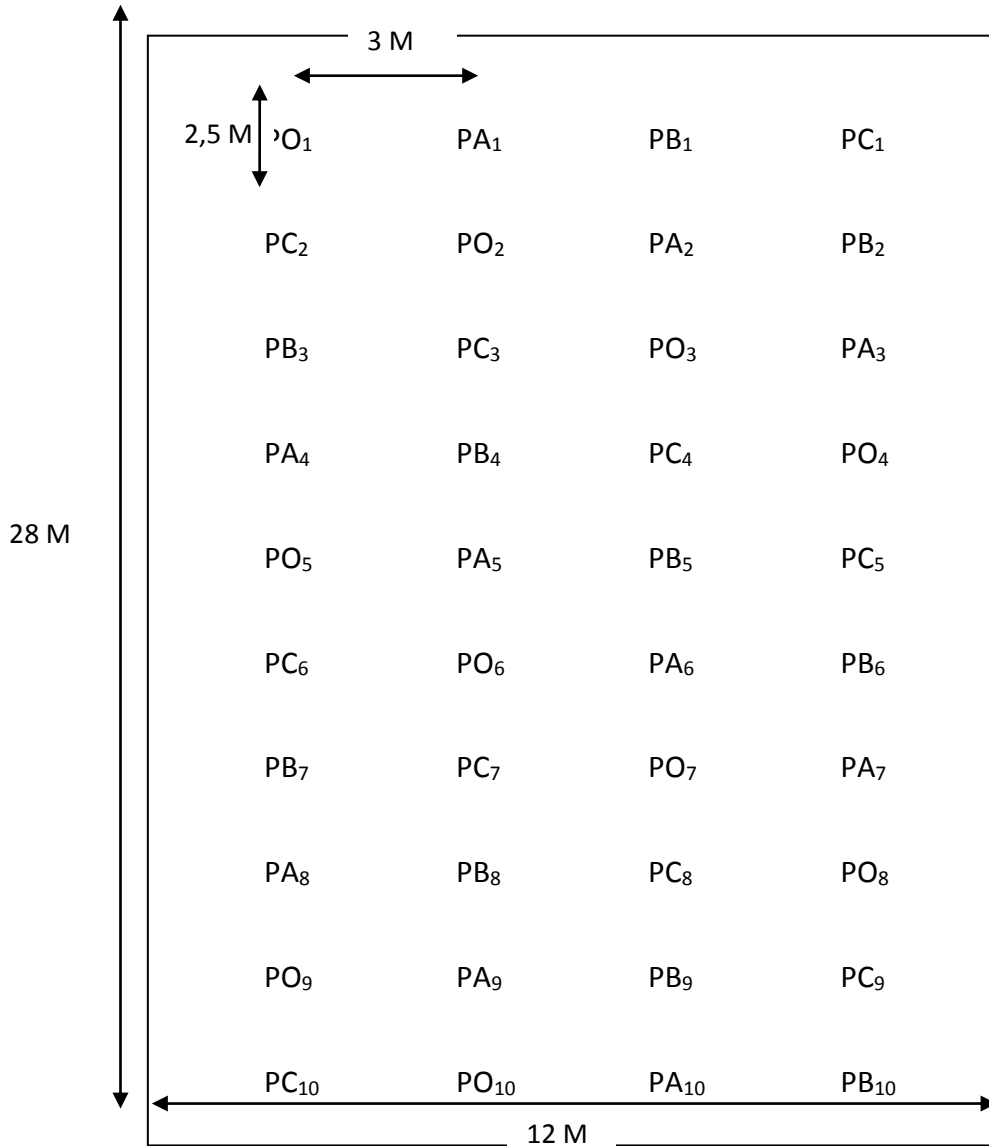 3 M
2,5 M PO₁ PA₁ PB₁ PC₁
PC₂ PO₂ PA₂ PB₂
PB₃ PC₃ PO₃ PA₃
PA₄ PB₄ PC₄ PO₄
28 M
PO₅ PA₅ PB₅ PC₅
PC₆ PO₆ PA₆ PB₆
PB₇ PC₇ PO₇ PA₇
PA₈ PB₈ PC₈ PO₈
PO₉ PA₉ PB₉ PC₉
PC₁₀ PO₁₀ PA₁₀ PB₁₀
12 M